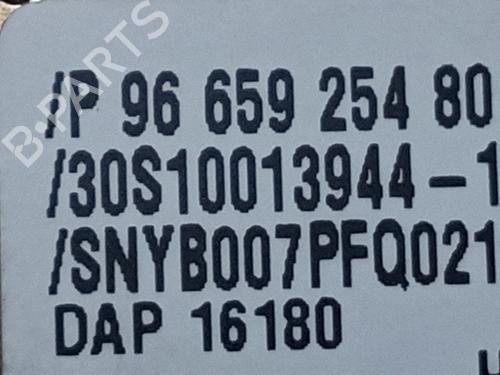 B-PARTS
/P 96 659 254 80
/30S10013944-1
/SNYB007PFQ021
DAP 16180